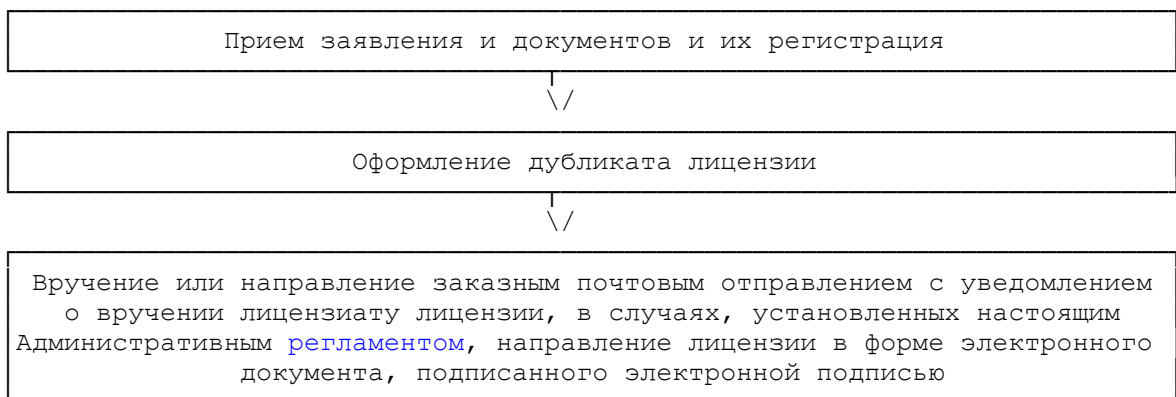 Прием заявления и документов и их регистрация
\/
Оформление дубликата лицензии
\/
Вручение или направление заказным почтовым отправлением с уведомлением
о вручении лицензиату лицензии, в случаях, установленных настоящим
Административным регламентом, направление лицензии в форме электронного
документа, подписанного электронной подписью